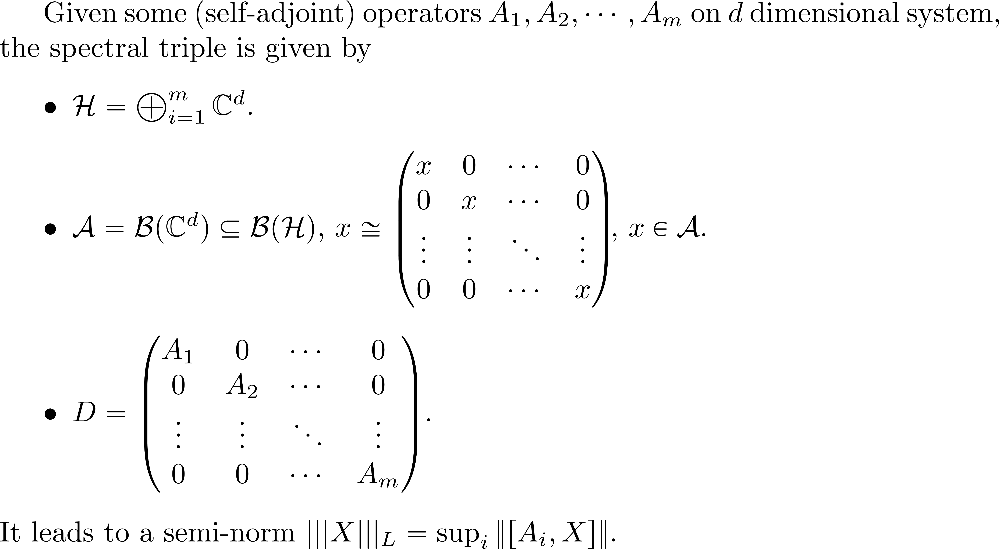 Given some (self-adjoint) operators $A_1, A_2, \cdots, A_m$ on $d$ dimensional system,
the spectral triple is given by
• $\mathcal{H} = \bigoplus_{i=1}^{m} \mathbb{C}^d$.
• $\mathcal{A} = \mathcal{B}(\mathbb{C}^d) \subseteq \mathcal{B}(\mathcal{H})$, $x \cong \begin{pmatrix} x & 0 & \cdots & 0 \\ 0 & x & \cdots & 0 \\ \vdots & \vdots & \ddots & \vdots \\ 0 & 0 & \cdots & x \end{pmatrix}$, $x \in \mathcal{A}$.
• $D = \begin{pmatrix} A_1 & 0 & \cdots & 0 \\ 0 & A_2 & \cdots & 0 \\ \vdots & \vdots & \ddots & \vdots \\ 0 & 0 & \cdots & A_m \end{pmatrix}$.
It leads to a semi-norm $|||X|||_L = \sup_i \|[A_i, X]\|$.